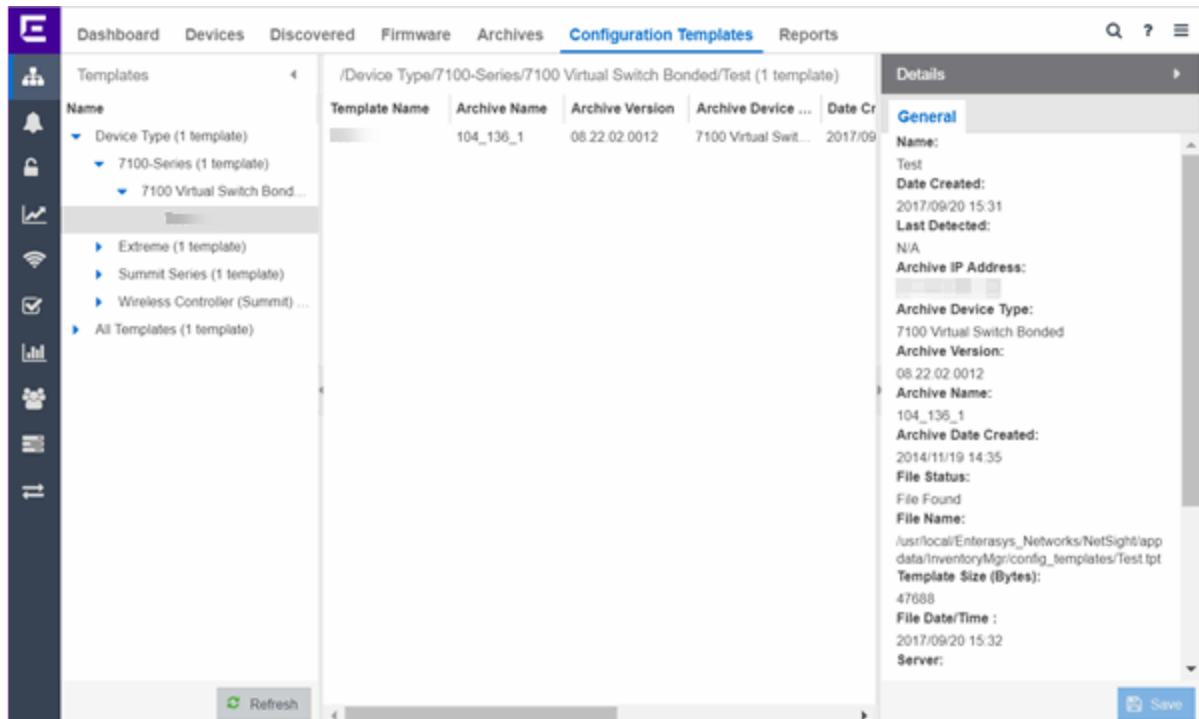 Dashboard Devices Discovered Firmware Archives Configuration Templates Reports ?
Templates
Name
Device Type (1 template)
7100-Series (1 template)
7100 Virtual Switch Bond...
Extreme (1 template)
Summit Series (1 template)
Wireless Controller (Summit) ...
All Templates (1 template)
Refresh
/Device Type/7100-Series/7100 Virtual Switch Bonded/Test (1 template)
Template Name Archive Name Archive Version Archive Device ... Date Cr
104_136_1 08.22.02.0012 7100 Virtual Swit... 2017/09
Details
General
Name:
Test
Date Created:
2017/09/20 15:31
Last Detected:
N/A
Archive IP Address:
Archive Device Type:
7100 Virtual Switch Bonded
Archive Version:
08.22.02.0012
Archive Name:
104_136_1
Archive Date Created:
2014/11/19 14:35
File Status:
File Found
File Name:
/usr/local/Enterasys_Networks/NetSight/app
data/InventoryMgr/config_templates/Test.tpt
Template Size (Bytes):
47688
File Date/Time :
2017/09/20 15:32
Server:
Save